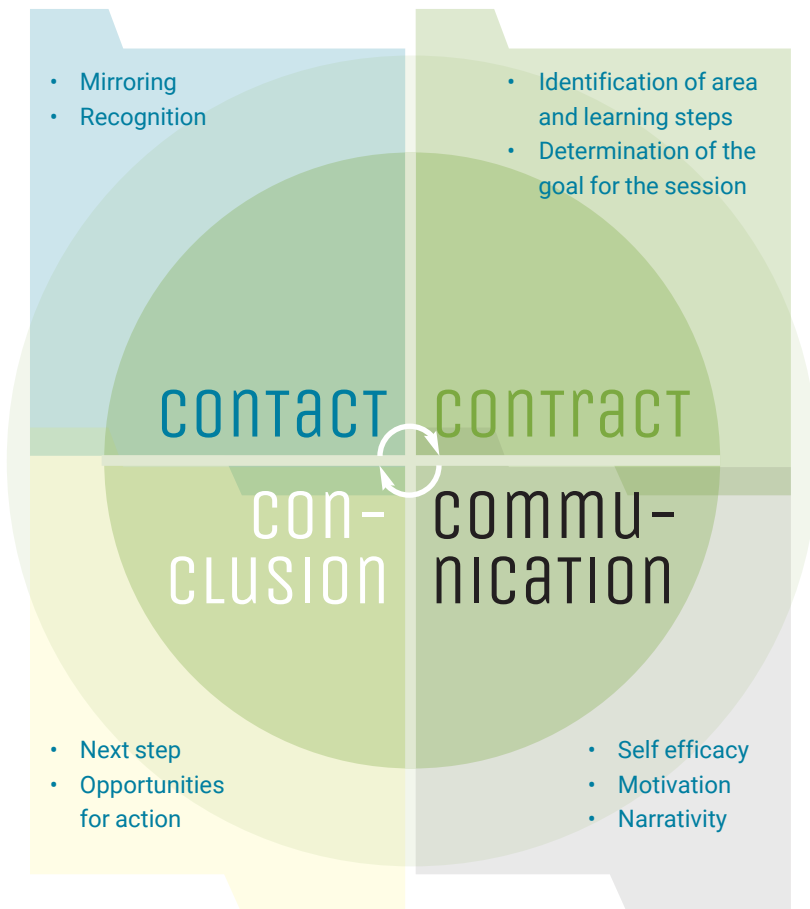 • Mirroring
• Recognition
• Identification of area
and learning steps
• Determination of the
goal for the session
contact
contract
con-
clusion
commu-
nication
• Next step
• Opportunities
for action
• Self efficacy
• Motivation
• Narrativity